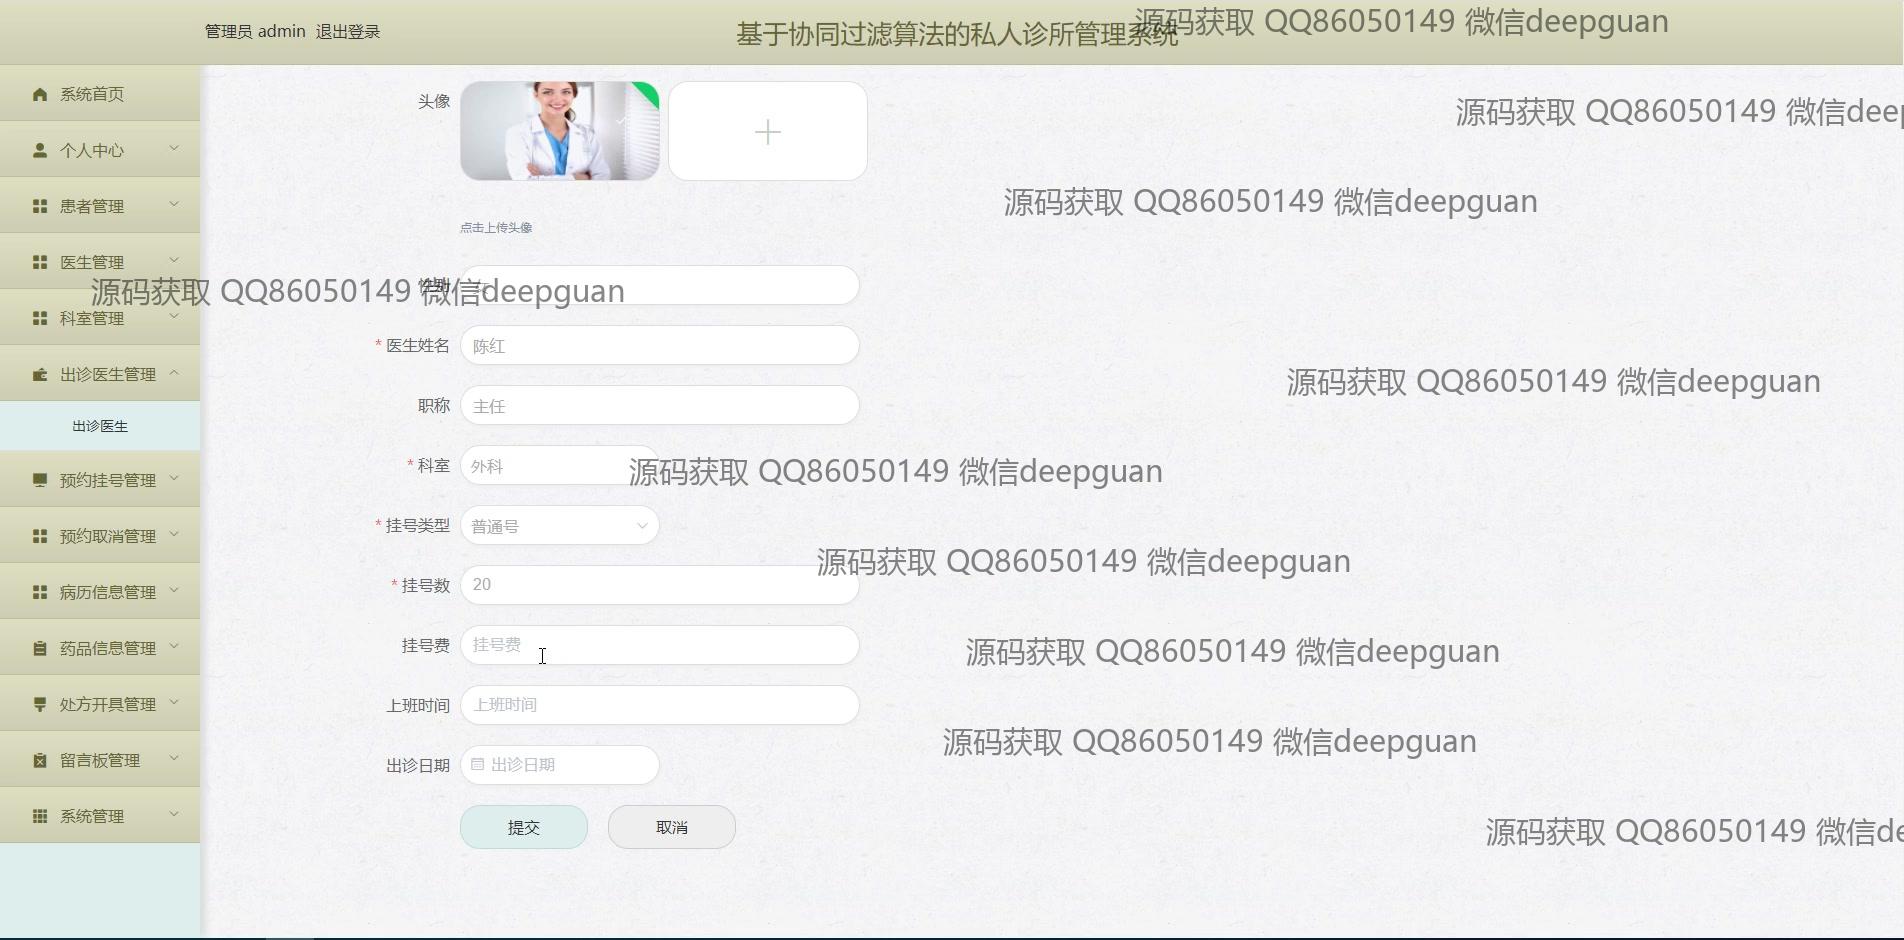 管理员 admin 退出登录
基于协同过滤算法的私人诊所管理系统
源码获取 QQ86050149 微信deepguan
系统首页
个人中心
患者管理
医生管理
科室管理
出诊医生管理
出诊医生
预约挂号管理
预约取消管理
病历信息管理
药品信息管理
处方开具管理
留言板管理
系统管理
头像
点击上传头像
源码获取 QQ86050149 微信deep
源码获取 QQ86050149 微信deepguan
性别 女
源码获取 QQ86050149 微信deepguan
* 医生姓名 陈红
源码获取 QQ86050149 微信deepguan
职称 主任
* 科室 外科
源码获取 QQ86050149 微信deepguan
* 挂号类型 普通号
源码获取 QQ86050149 微信deepguan
* 挂号数 20
挂号费 挂号费
源码获取 QQ86050149 微信deepguan
上班时间 上班时间
源码获取 QQ86050149 微信deepguan
出诊日期 出诊日期
提交 取消
源码获取 QQ86050149 微信de